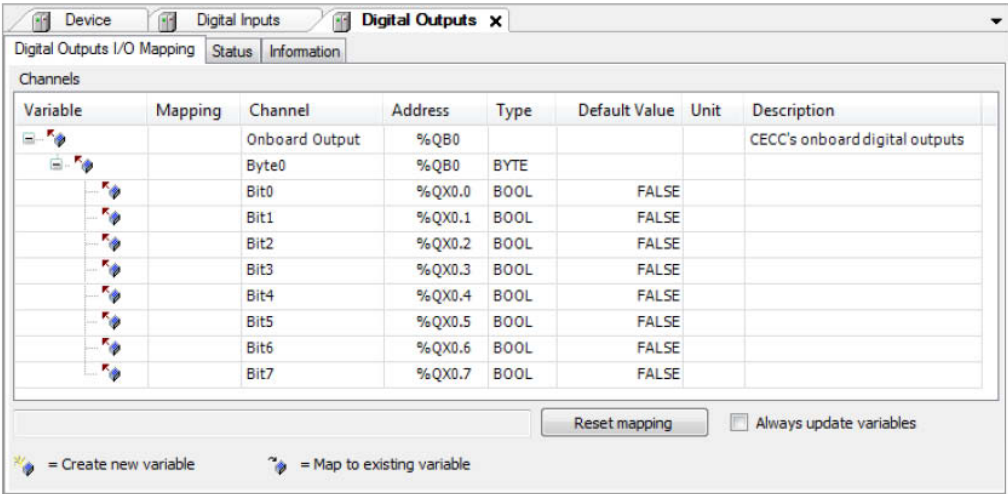 Device Digital Inputs Digital Outputs x
Digital Outputs I/O Mapping Status Information
Channels
Variable Mapping Channel Address Type Default Value Unit Description
Onboard Output %QB0 CECC's onboard digital outputs
Byte0 %QB0 BYTE
Bit0 %QX0.0 BOOL FALSE
Bit1 %QX0.1 BOOL FALSE
Bit2 %QX0.2 BOOL FALSE
Bit3 %QX0.3 BOOL FALSE
Bit4 %QX0.4 BOOL FALSE
Bit5 %QX0.5 BOOL FALSE
Bit6 %QX0.6 BOOL FALSE
Bit7 %QX0.7 BOOL FALSE
Reset mapping Always update variables
= Create new variable = Map to existing variable